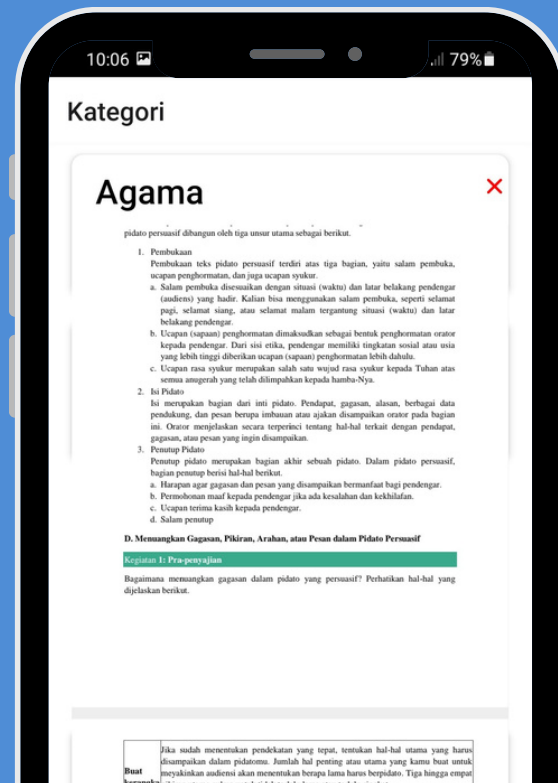 10:06
79%
Kategori
Agama
pidato persuasif dibangun oleh tiga unsur utama sebagai berikut.
1. Pembukaan
Pembukaan teks pidato persuasif terdiri atas tiga bagian, yaitu salam pembuka,
ucapan penghormatan, dan juga ucapan syukur.
a. Salam pembuka disesuaikan dengan situasi (waktu) dan latar belakang pendengar
(audiens) yang hadir. Kalian bisa menggunakan salam pembuka, seperti selamat
pagi, selamat siang, atau selamat malam tergantung situasi (waktu) dan latar
belakang pendengar.
b. Ucapan (sapaan) penghormatan dimaksudkan sebagai bentuk penghormatan orator
kepada pendengar. Dari sisi etika, pendengar memiliki tingkatan sosial atau usia
yang lebih tinggi diberikan ucapan (sapaan) penghormatan lebih dahulu.
c. Ucapan rasa syukur merupakan salah satu wujud rasa syukur kepada Tuhan atas
semua anugerah yang telah dilimpahkan kepada hamba-Nya.
2. Isi Pidato
Isi merupakan bagian dari inti pidato. Pendapat, gagasan, alasan, berbagai data
pendukung, dan pesan berupa imbauan atau ajakan disampaikan orator pada bagian
ini. Orator menjelaskan secara terperinci tentang hal-hal terkait dengan pendapat,
gagasan, atau pesan yang ingin disampaikan.
3. Penutup Pidato
Penutup pidato merupakan bagian akhir sebuah pidato. Dalam pidato persuasif,
bagian penutup berisi hal-hal berikut.
a. Harapan agar gagasan dan pesan yang disampaikan bermanfaat bagi pendengar.
b. Permohonan maaf kepada pendengar jika ada kesalahan dan kekhilafan.
c. Ucapan terima kasih kepada pendengar.
d. Salam penutup
D. Menuangkan Gagasan, Pikiran, Arahan, atau Pesan dalam Pidato Persuasif
Kegiatan 1: Pra-penyajian
Bagaimana menuangkan gagasan dalam pidato yang persuasif? Perhatikan hal-hal yang
dijelaskan berikut.
Jika sudah menentukan pendekatan yang tepat, tentukan hal-hal utama yang harus
disampaikan dalam pidatomu. Jumlah hal penting atau utama yang kamu buat untuk
Buat meyakinkan audiensi akan menentukan berapa lama harus berpidato. Tiga hingga empat
kerangka